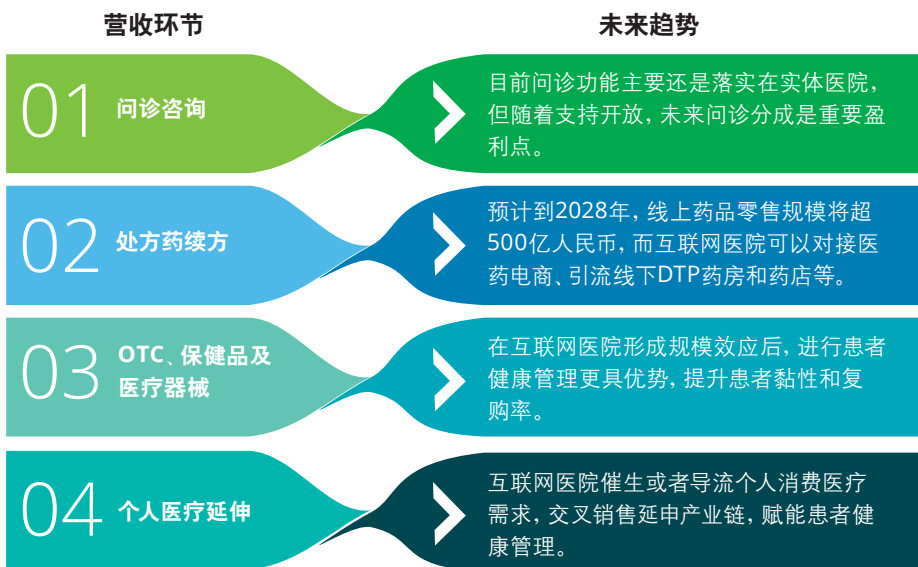 营收环节
未来趋势
01
问诊咨询
目前问诊功能主要还是落实在实体医院，
但随着支持开放，未来问诊分成是重要盈
利点。
02
处方药续方
预计到2028年，线上药品零售规模将超
500亿人民币，而互联网医院可以对接医
药电商、引流线下DTP药房和药店等。
03
OTC、保健品及
医疗器械
在互联网医院形成规模效应后，进行患者
健康管理更具优势，提升患者黏性和复
购率。
04
个人医疗延伸
互联网医院催生或者导流个人消费医疗
需求，交叉销售延申产业链，赋能患者健
康管理。